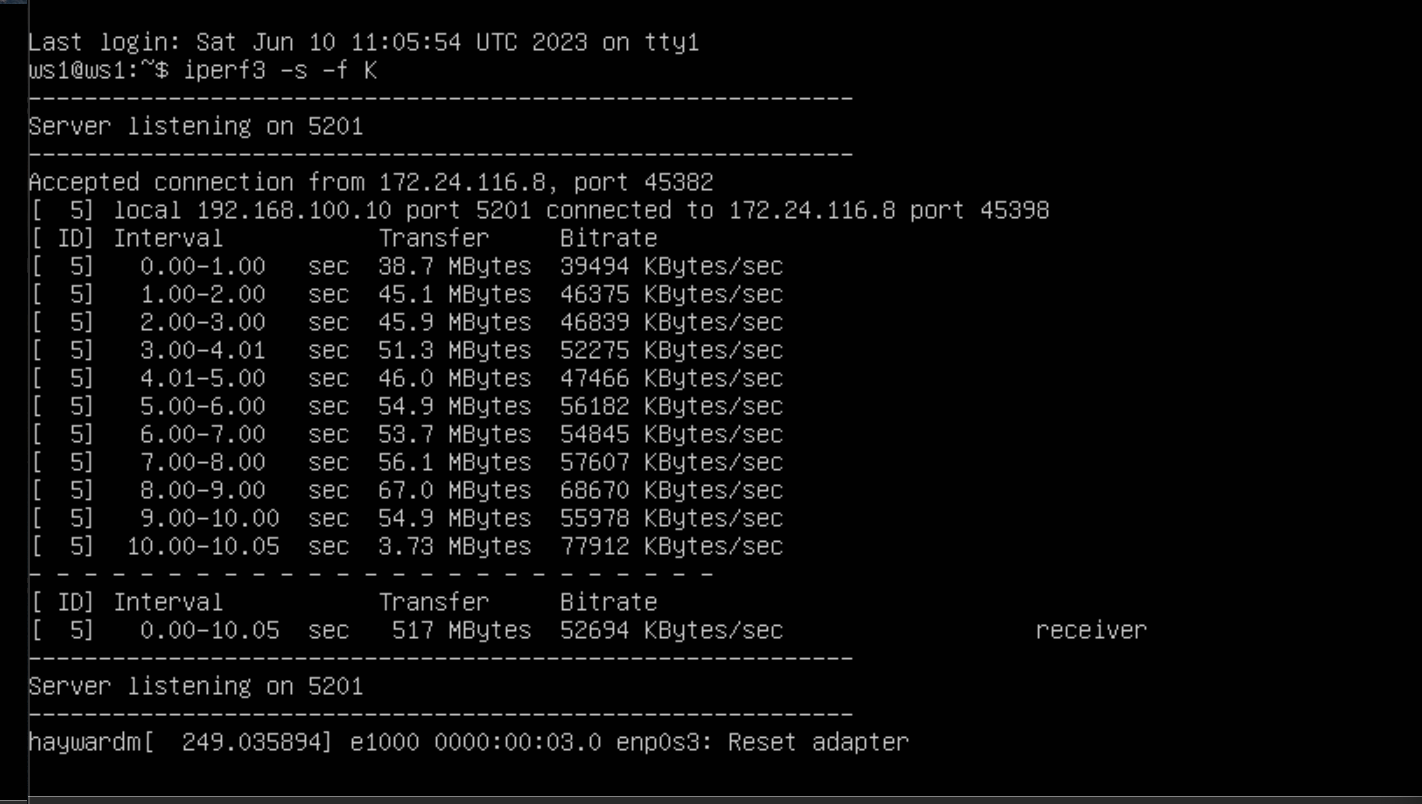 Last login: Sat Jun 10 11:05:54 UTC 2023 on tty1
ws1@ws1:~$ iperf3 -s -f K
-----------------------------------------------------------
Server listening on 5201
-----------------------------------------------------------
Accepted connection from 172.24.116.8, port 45382
[  5] local 192.168.100.10 port 5201 connected to 172.24.116.8 port 45398
[ ID] Interval           Transfer     Bitrate
[  5]   0.00-1.00   sec  38.7 MBytes  39494 KBytes/sec
[  5]   1.00-2.00   sec  45.1 MBytes  46375 KBytes/sec
[  5]   2.00-3.00   sec  45.9 MBytes  46839 KBytes/sec
[  5]   3.00-4.01   sec  51.3 MBytes  52275 KBytes/sec
[  5]   4.01-5.00   sec  46.0 MBytes  47466 KBytes/sec
[  5]   5.00-6.00   sec  54.9 MBytes  56182 KBytes/sec
[  5]   6.00-7.00   sec  53.7 MBytes  54845 KBytes/sec
[  5]   7.00-8.00   sec  56.1 MBytes  57607 KBytes/sec
[  5]   8.00-9.00   sec  67.0 MBytes  68670 KBytes/sec
[  5]   9.00-10.00  sec  54.9 MBytes  55978 KBytes/sec
[  5]  10.00-10.05  sec  3.73 MBytes  77912 KBytes/sec
- - - - - - - - - - - - - - - - - - - - - - - - -
[ ID] Interval           Transfer     Bitrate
[  5]   0.00-10.05  sec   517 MBytes  52694 KBytes/sec                  receiver
-----------------------------------------------------------
Server listening on 5201
-----------------------------------------------------------
haywardm[  249.035894] e1000 0000:00:03.0 enp0s3: Reset adapter